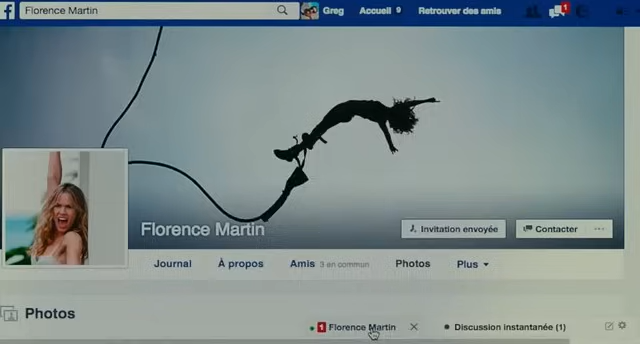 f Florence Martin Greg Accueil 9 Retrouver des amis 1
Florence Martin
Invitation envoyée
Contacter ...
Journal À propos Amis 3 en commun Photos Plus
Photos
1 Florence Martin
Discussion instantanée (1)